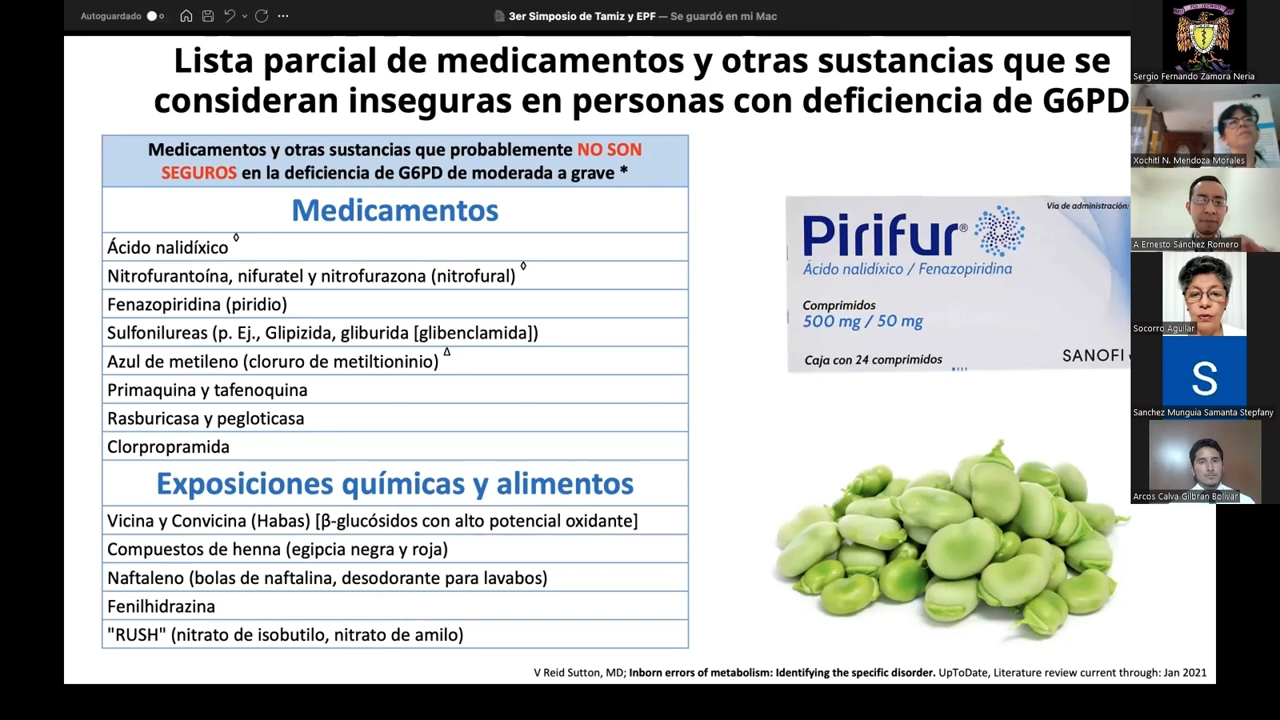 Autoguardado
3er Simposio de Tamiz y EPF — Se guardó en mi Mac
Lista parcial de medicamentos y otras sustancias que se
consideran inseguras en personas con deficiencia de G6PD
Medicamentos y otras sustancias que probablemente NO SON
SEGUROS en la deficiencia de G6PD de moderada a grave *
Medicamentos
Ácido nalidíxico ◊
Nitrofurantoína, nifuratel y nitrofurazona (nitrofural) ◊
Fenazopiridina (piridio)
Sulfonilureas (p. Ej., Glipizida, gliburida [glibenclamida])
Azul de metileno (cloruro de metiltioninio) Δ
Primaquina y tafenoquina
Rasburicasa y pegloticasa
Clorpropramida
Exposiciones químicas y alimentos
Vicina y Convicina (Habas) [β-glucósidos con alto potencial oxidante]
Compuestos de henna (egipcia negra y roja)
Naftaleno (bolas de naftalina, desodorante para lavabos)
Fenilhidrazina
"RUSH" (nitrato de isobutilo, nitrato de amilo)
Vía de administración:
Pirifur®
Ácido nalidíxico / Fenazopiridina
Comprimidos
500 mg / 50 mg
Caja con 24 comprimidos
SANOFI
V Reid Sutton, MD; Inborn errors of metabolism: Identifying the specific disorder. UpToDate, Literature review current through: Jan 2021
Sergio Fernando Zamora Neria
Xochitl N. Mendoza Morales
A Ernesto Sánchez Romero
Socorro Aguilar
S
Sanchez Munguia Samanta Stepfany
Arcos Calva Gilbran Bolivar